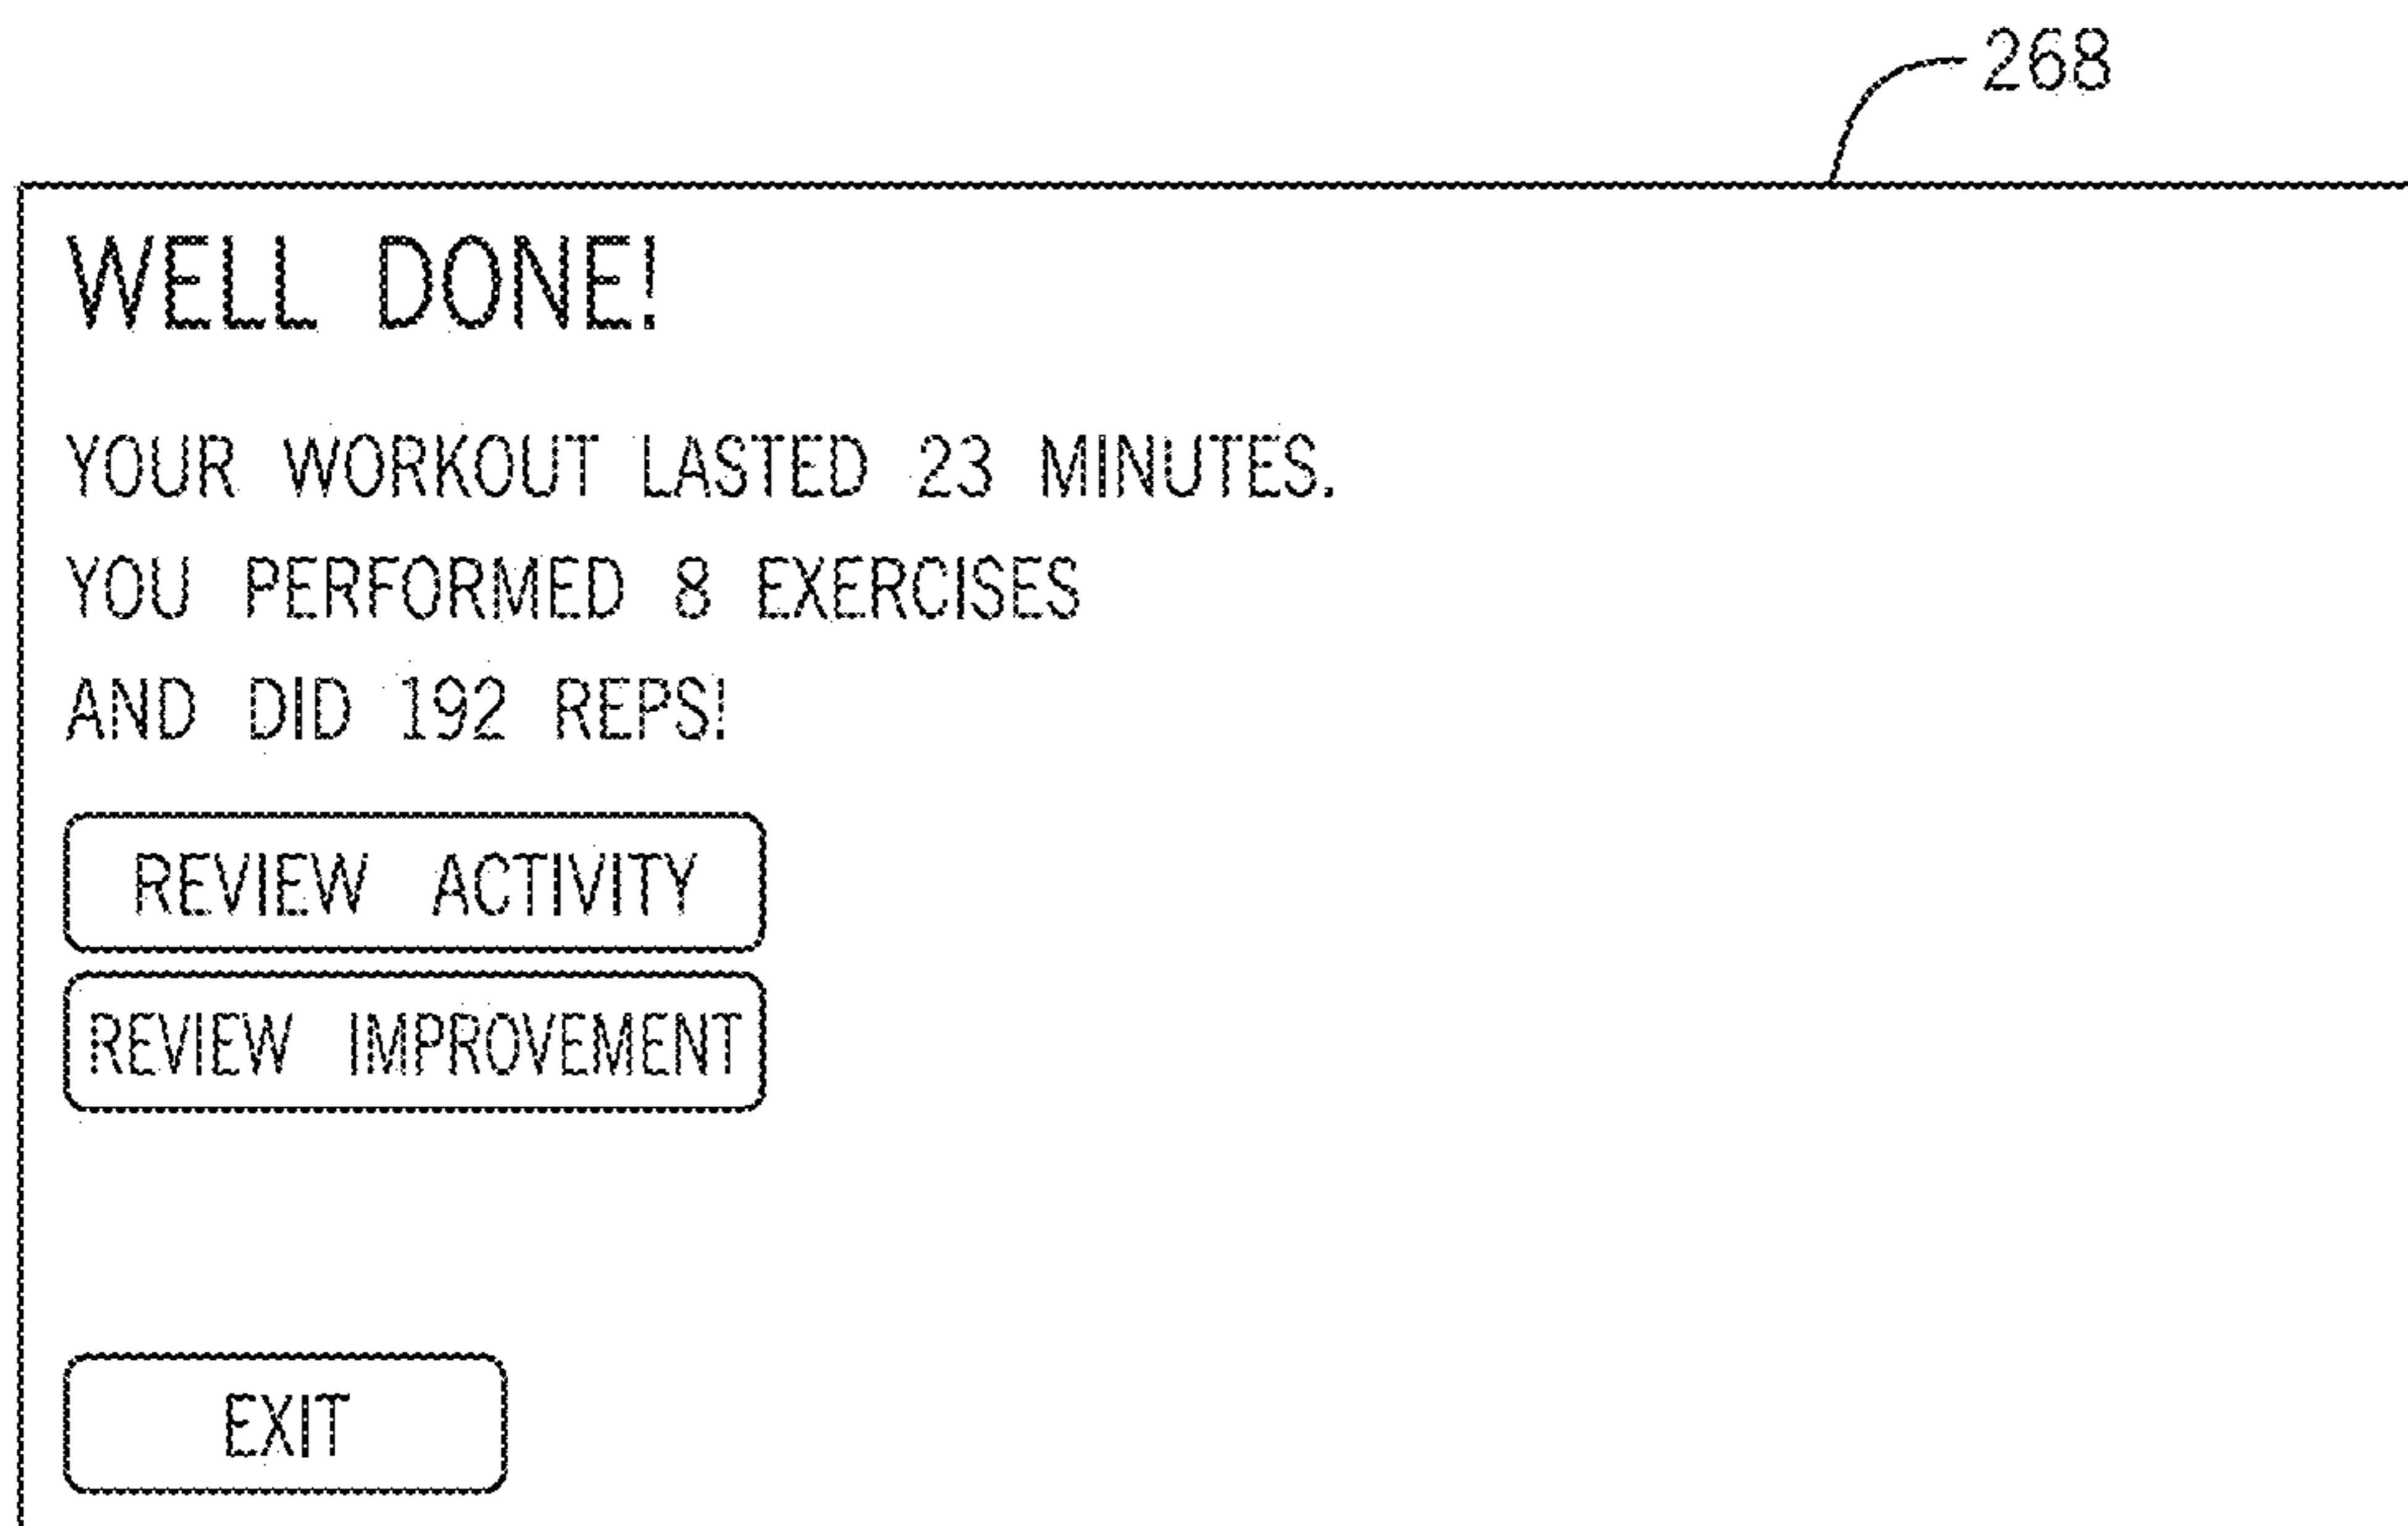 268
WELL DONE!
YOUR WORKOUT LASTED 23 MINUTES.
YOU PERFORMED 8 EXERCISES
AND DID 192 REPS!
REVIEW ACTIVITY
REVIEW IMPROVEMENT
EXIT